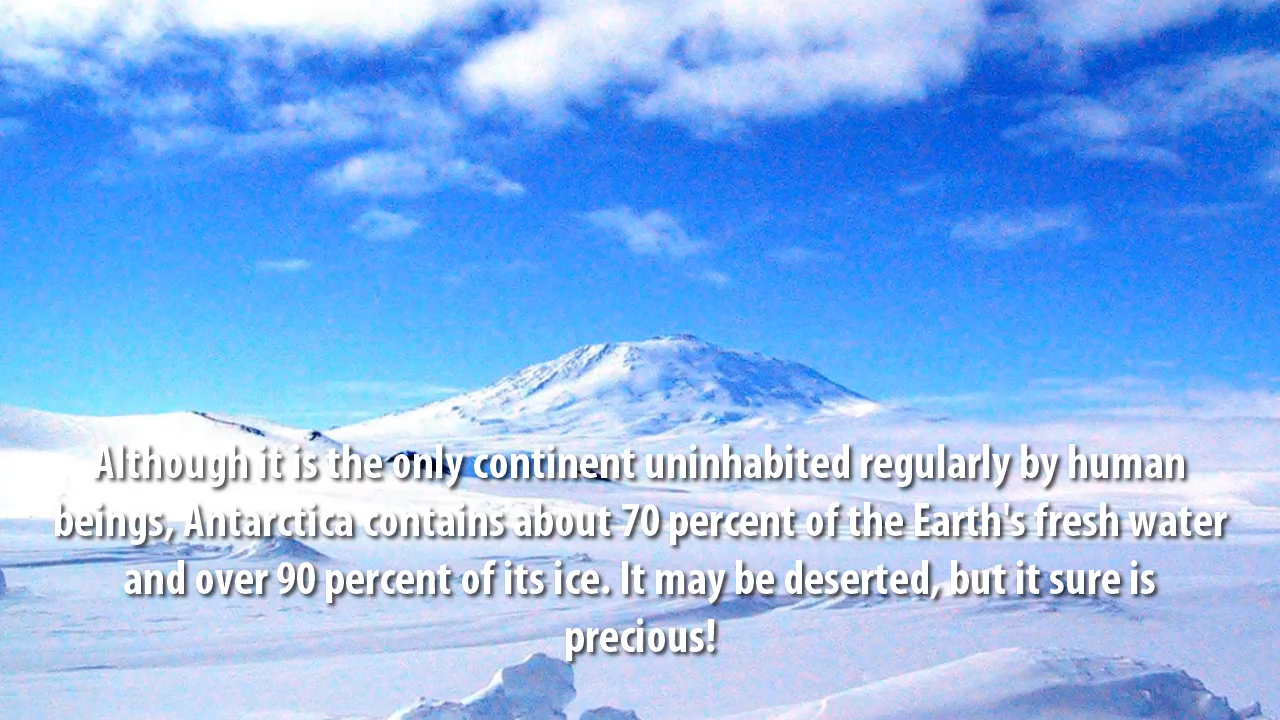 Although it is the only continent uninhabited regularly by human
beings, Antarctica contains about 70 percent of the Earth's fresh water
and over 90 percent of its ice. It may be deserted, but it sure is
precious!